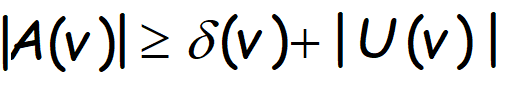 |A(v)| ≥ δ(v)+ |U(v)|